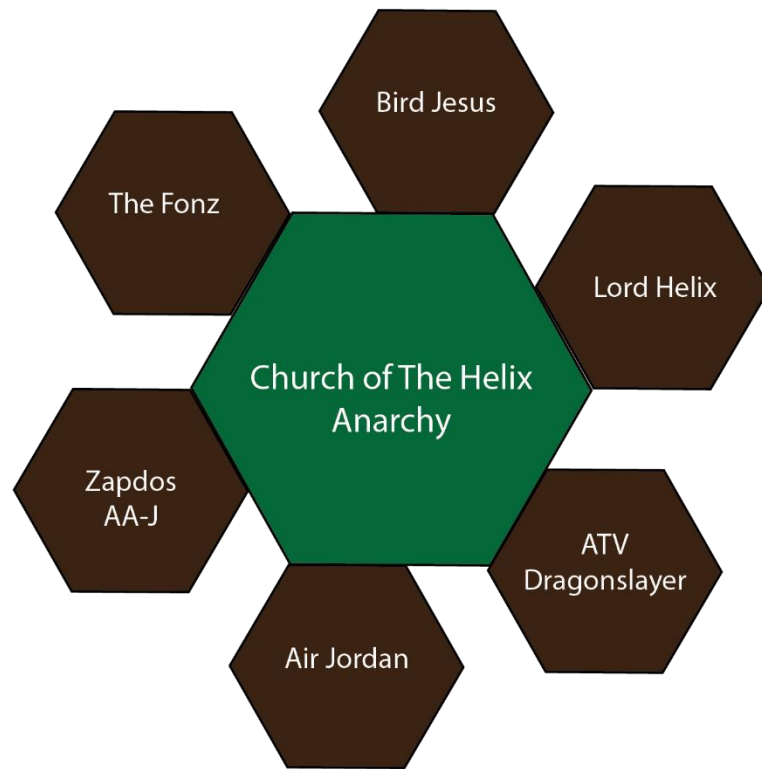 Bird Jesus
The Fonz
Lord Helix
Church of The Helix
Anarchy
Zapdos
AA-J
ATV
Dragonslayer
Air Jordan